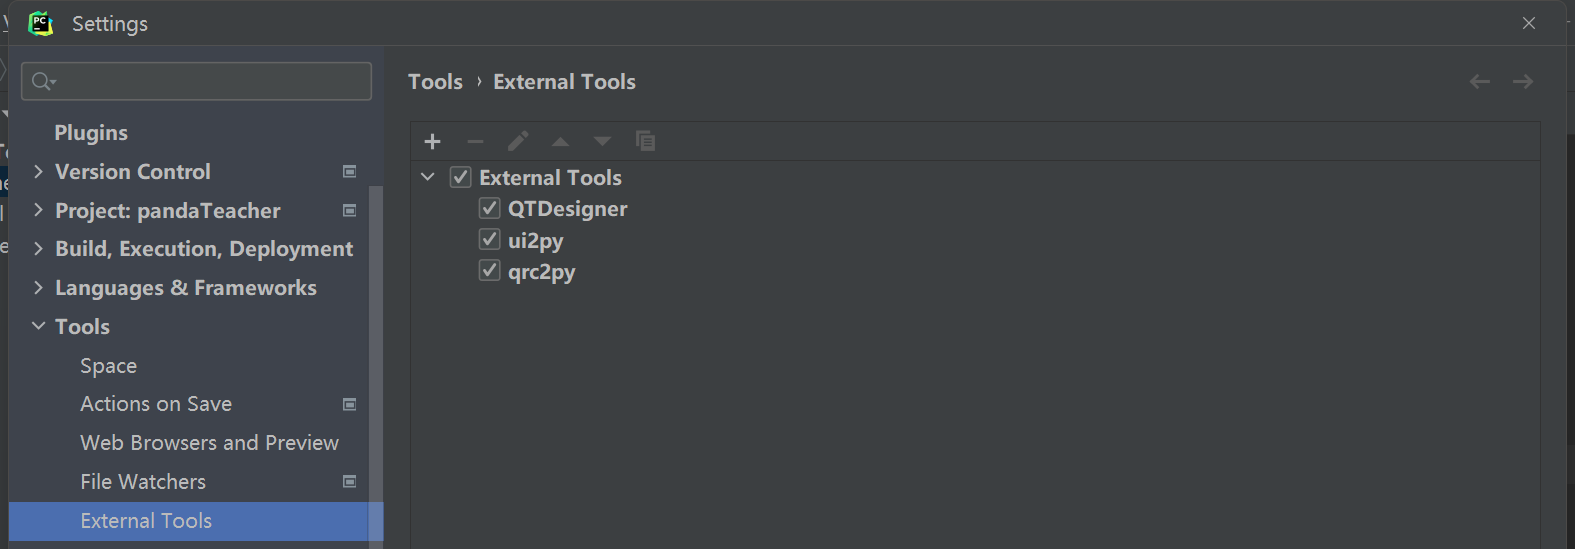 PC
Settings
Plugins
Version Control
Project: pandaTeacher
Build, Execution, Deployment
Languages & Frameworks
Tools
Space
Actions on Save
Web Browsers and Preview
File Watchers
External Tools
Tools › External Tools
External Tools
QTDesigner
ui2py
qrc2py